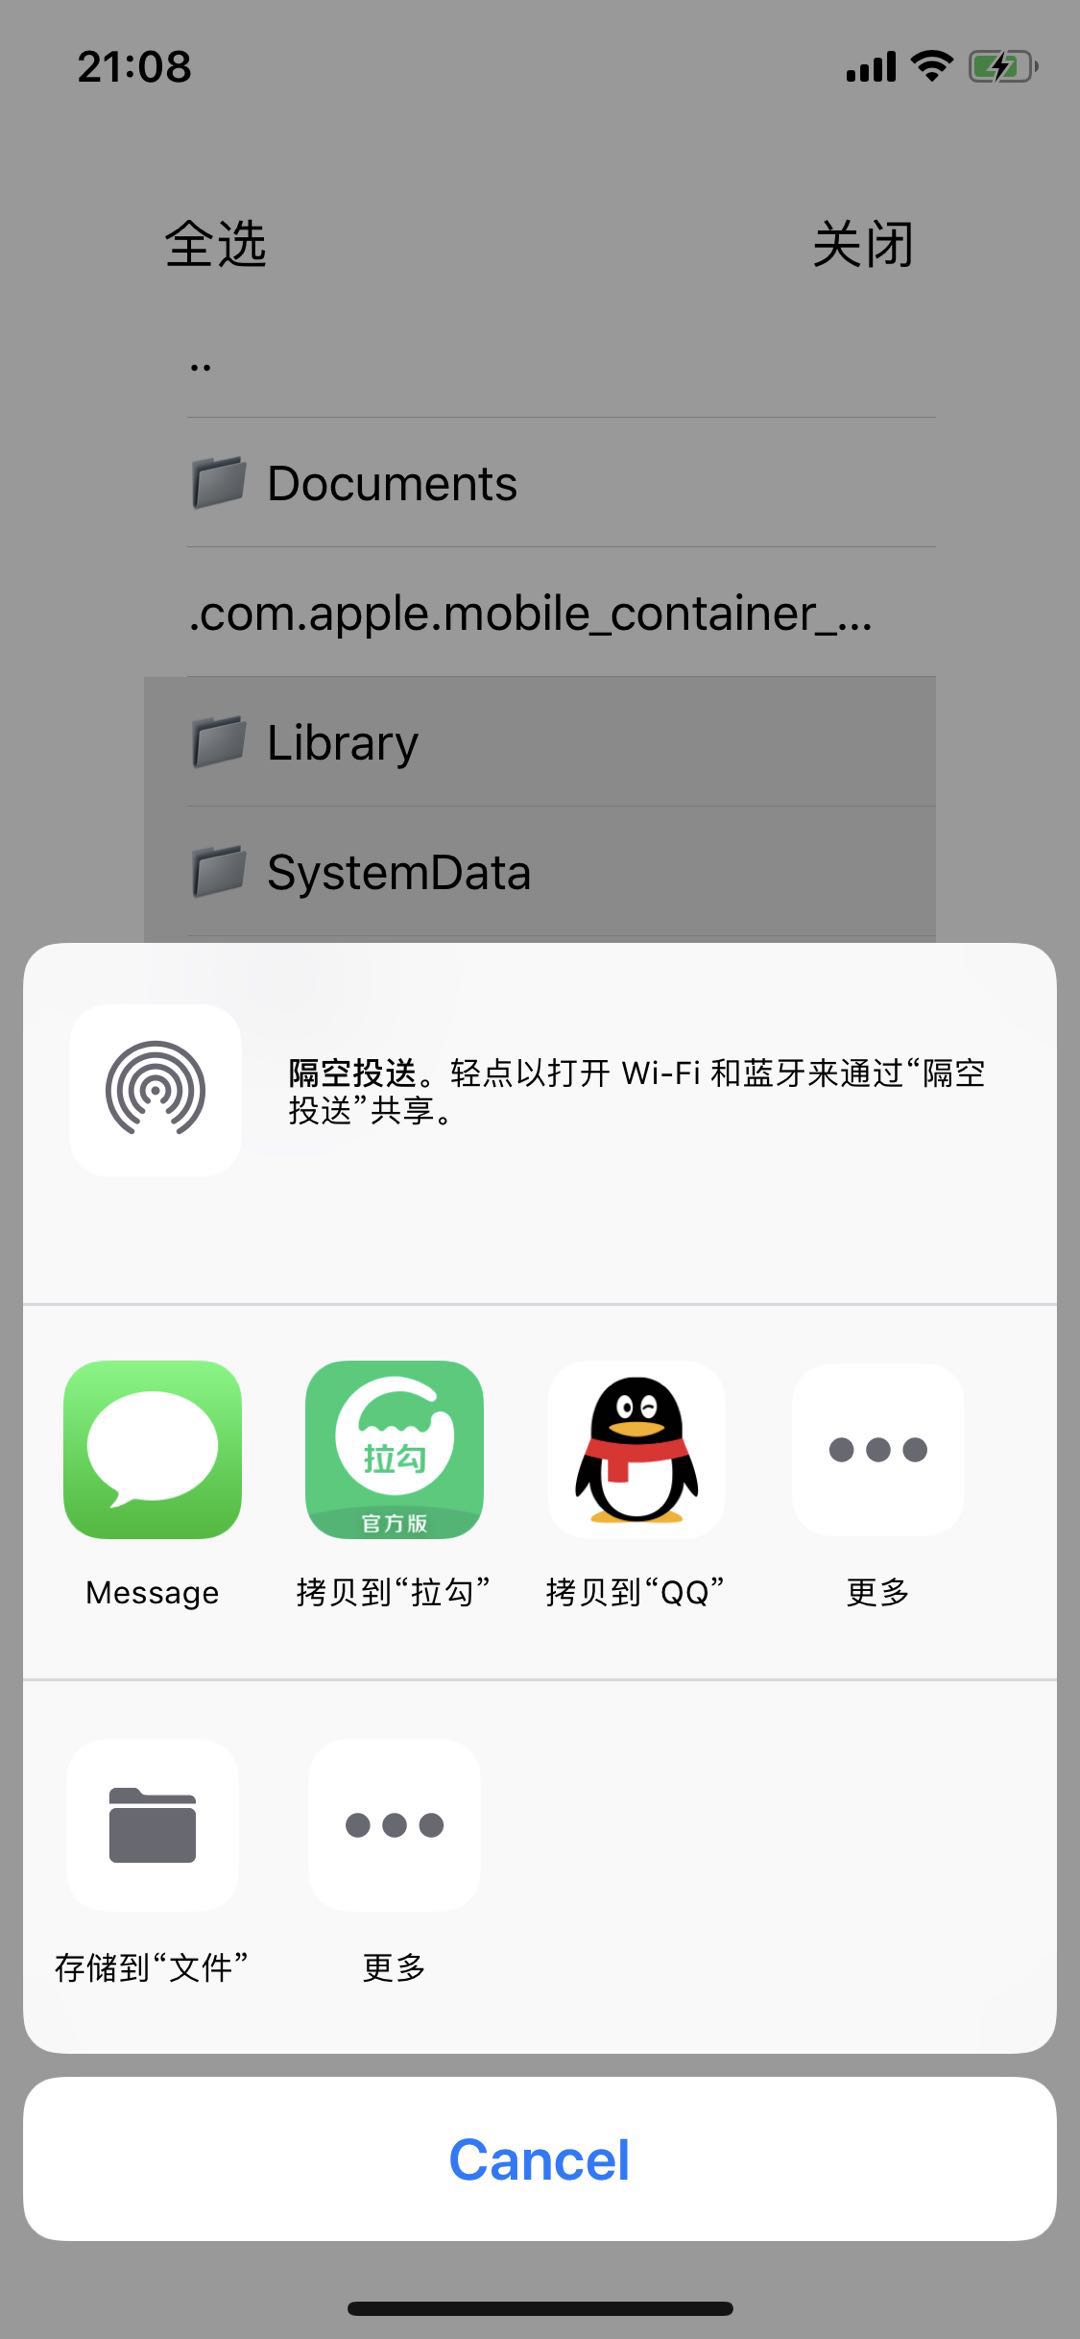 21:08
全选
关闭
..
Documents
.com.apple.mobile_container_...
Library
SystemData
隔空投送。轻点以打开 Wi-Fi 和蓝牙来通过“隔空
投送”共享。
拉勾
官方版
Message
拷贝到“拉勾”
拷贝到“QQ”
更多
存储到“文件”
更多
Cancel